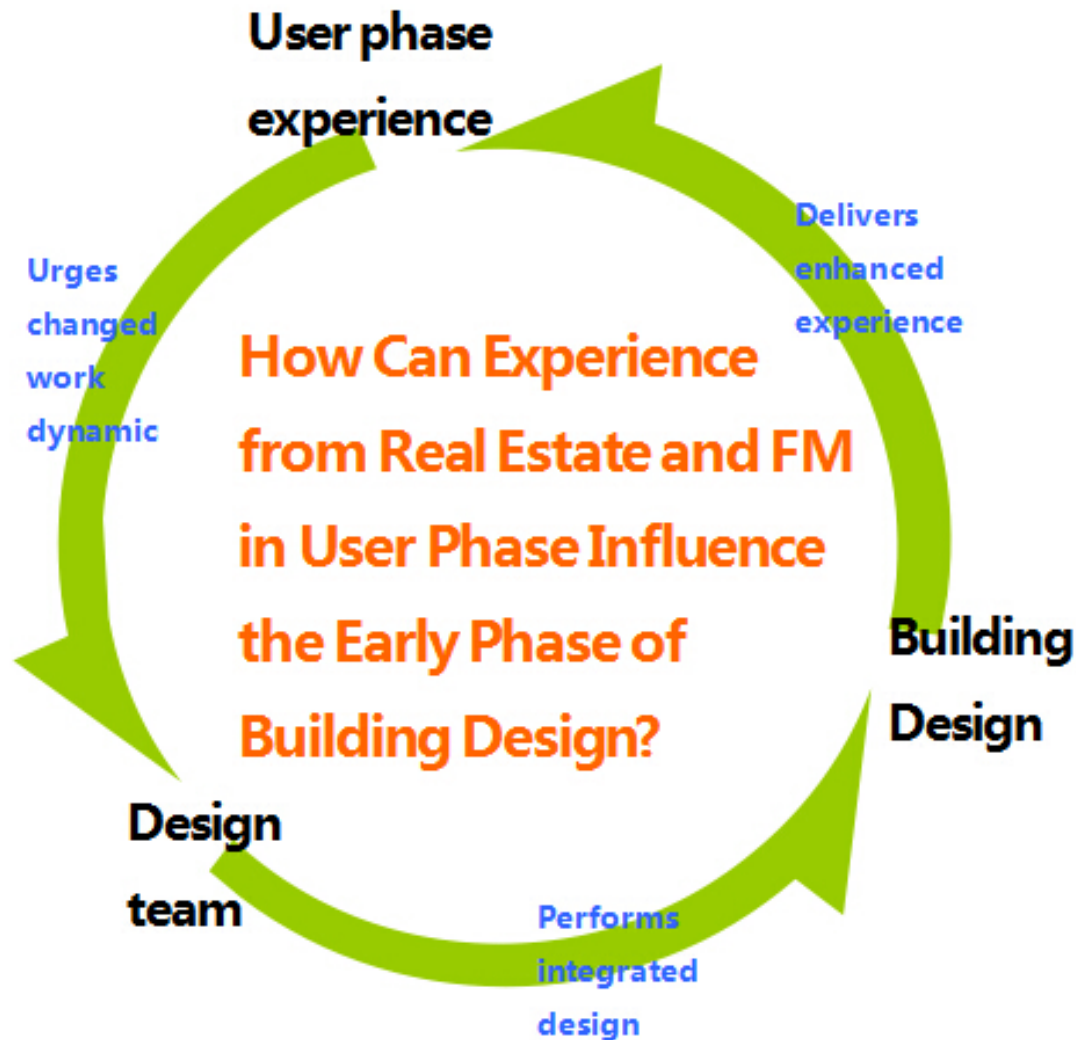 User phase
experience
Delivers
enhanced
experience
Urges
changed
work
dynamic
How Can Experience
from Real Estate and FM
in User Phase Influence
the Early Phase of
Building Design?
Building
Design
Design
team
Performs
integrated
design